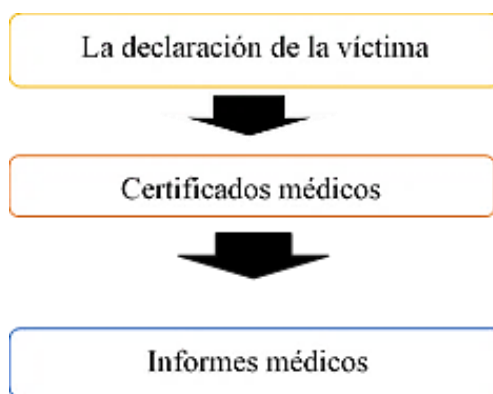 La declaración de la víctima
Certificados médicos
Informes médicos